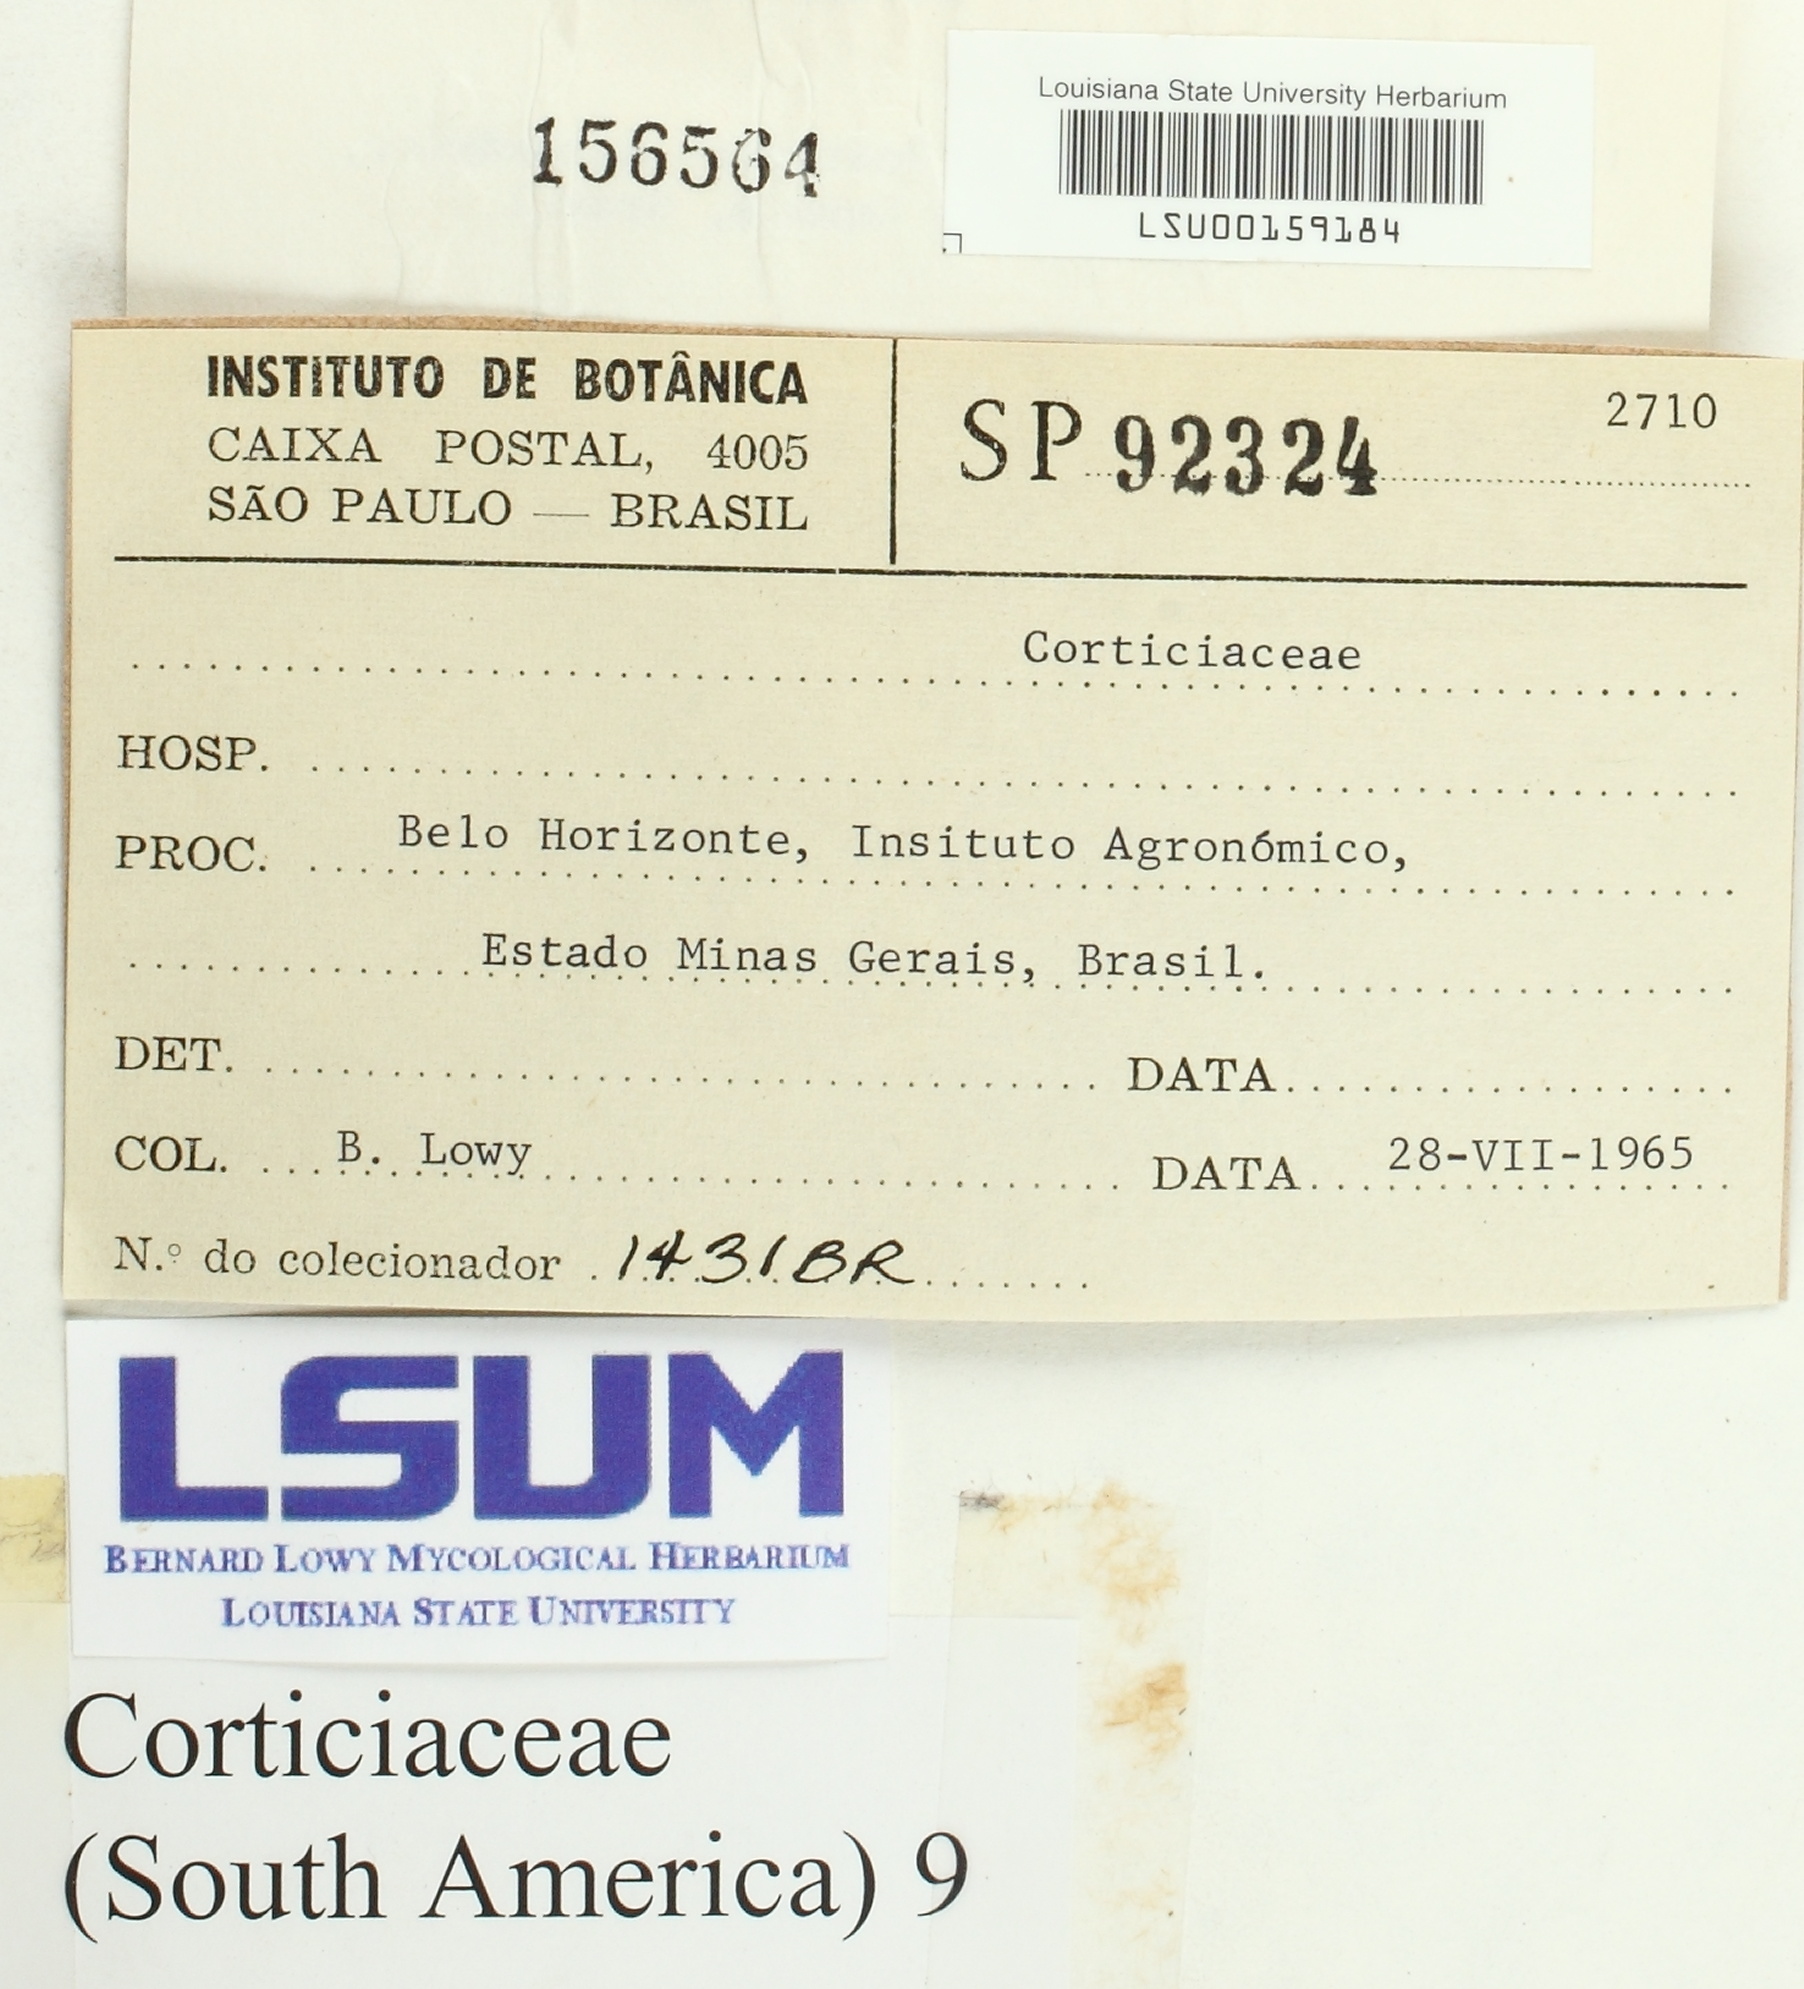 156564
Louisiana State University Herbarium
LSU00159184
INSTITUTO DE BOTÂNICA
CAIXA POSTAL, 4005
SÃO PAULO — BRASIL
SP 92324
2710
Corticiaceae
HOSP.
PROC. Belo Horizonte, Insituto Agronómico,
Estado Minas Gerais, Brasil.
DET. DATA
COL. B. Lowy DATA 28-VII-1965
N.º do colecionador 1431BR
LSUM
BERNARD LOWY MYCOLOGICAL HERBARIUM
LOUISIANA STATE UNIVERSITY
Corticiaceae
(South America) 9